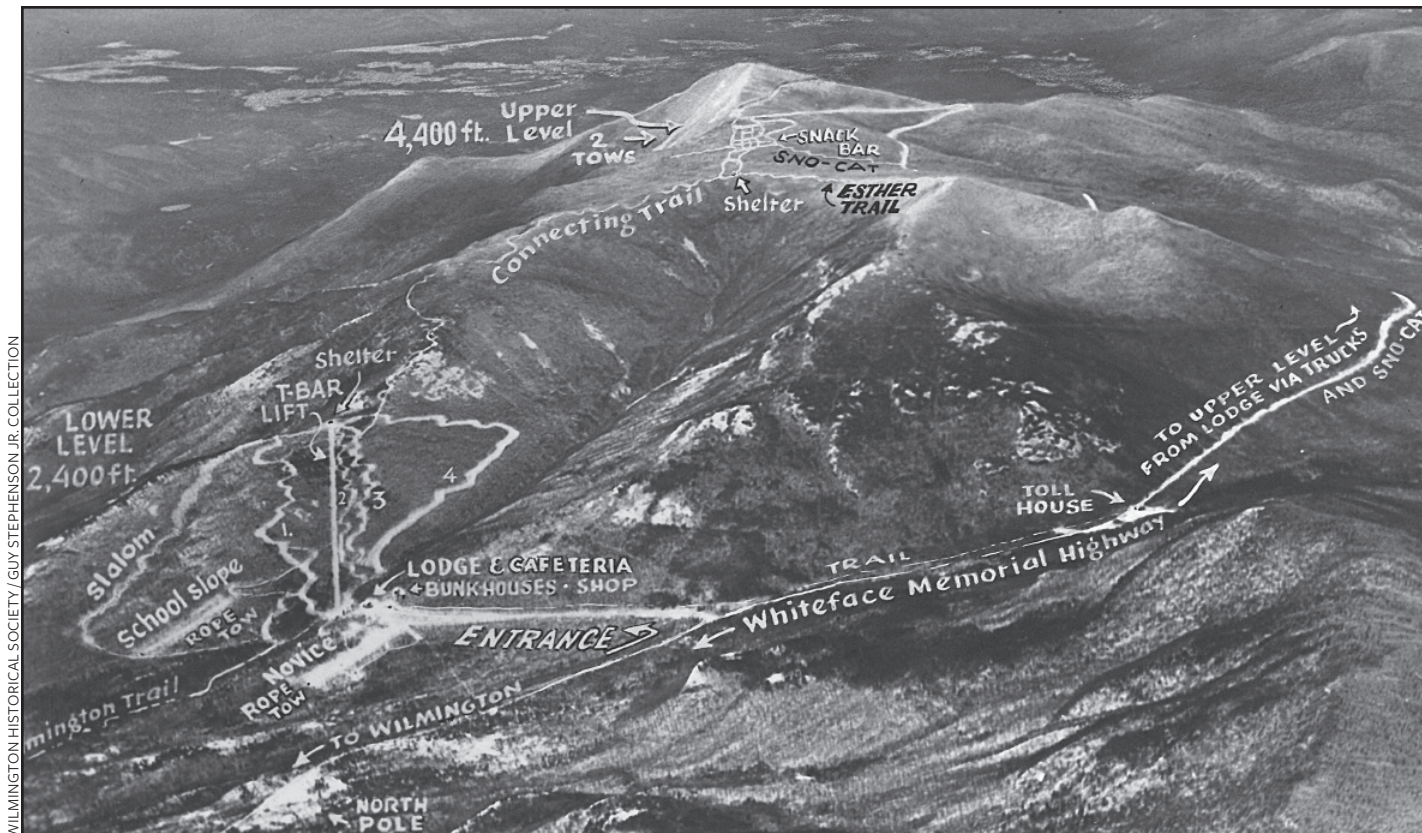 Upper
Level
4,400 ft.
2
TOWS
SNACK
BAR
SNO-CAT
Shelter
ESTHER
TRAIL
Connecting Trail
Shelter
T-BAR
LIFT
LOWER
LEVEL
2,400 ft.
1.
2
3
4
Slalom
School Slope
ROPE
TOW
LODGE & CAFETERIA
BUNKHOUSES · SHOP
ENTRANCE
Novice
ROPE
TOW
mington Trail
TO WILMINGTON
NORTH
POLE
TO UPPER LEVEL
FROM LODGE VIA TRUCKS
AND SNO-CAT
TOLL
HOUSE
TRAIL
Whiteface Memorial Highway
WILMINGTON HISTORICAL SOCIETY / GUY STEPHENSON JR. COLLECTION